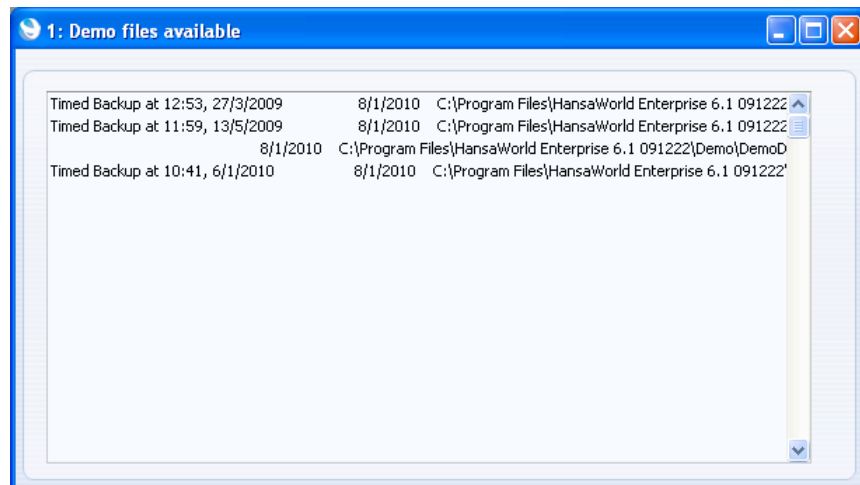 1: Demo files available
Timed Backup at 12:53, 27/3/2009 8/1/2010 C:\Program Files\HansaWorld Enterprise 6.1 091222
Timed Backup at 11:59, 13/5/2009 8/1/2010 C:\Program Files\HansaWorld Enterprise 6.1 091222
8/1/2010 C:\Program Files\HansaWorld Enterprise 6.1 091222\Demo\DemoD
Timed Backup at 10:41, 6/1/2010 8/1/2010 C:\Program Files\HansaWorld Enterprise 6.1 091222\